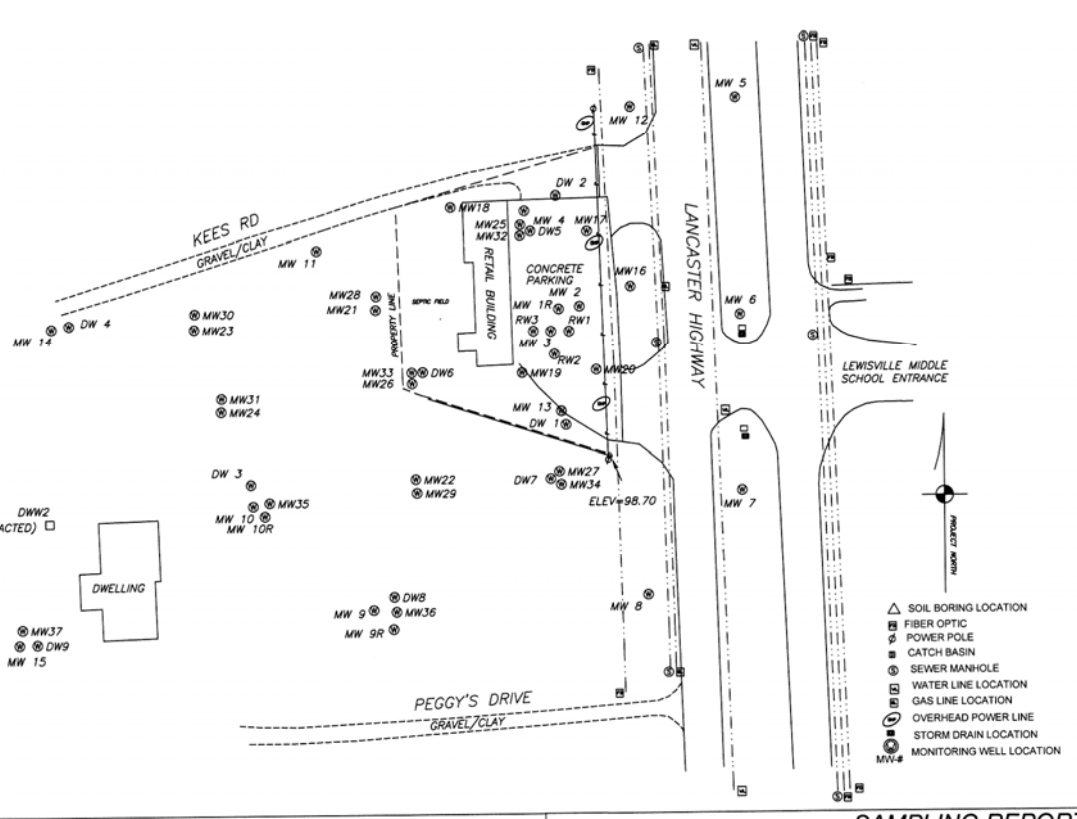 MW 5
MW 12
DW 2
KEES RD
GRAVEL/CLAY
MW18
MW 4
MW17
MW25
DW5
MW32
LANCASTER HIGHWAY
RETAIL BUILDING
CONCRETE
PARKING
MW 11
MW16
MW 2
MW28
MW21
SEPTIC FIELD
PROPERTY LINE
MW 1R
MW 6
MW30
MW23
DW 4
MW 14
RW3
RW1
MW 3
RW2
MW33
DW6
MW26
MW19
MW20
LEWISVILLE MIDDLE
SCHOOL ENTRANCE
MW31
MW24
MW 13
DW 1
DW 3
MW22
MW29
MW27
DW7
MW34
ELEV=98.70
MW 7
MW35
MW 10
MW 10R
DWW2
ACTED)
DWELLING
PROJECT NORTH
DW8
MW 9
MW36
MW 9R
MW 8
MW37
DW9
MW 15
PEGGY'S DRIVE
GRAVEL/CLAY
SOIL BORING LOCATION
FIBER OPTIC
POWER POLE
CATCH BASIN
SEWER MANHOLE
WATER LINE LOCATION
GAS LINE LOCATION
OVERHEAD POWER LINE
STORM DRAIN LOCATION
MONITORING WELL LOCATION
MW-#
SAMPLING REPORT